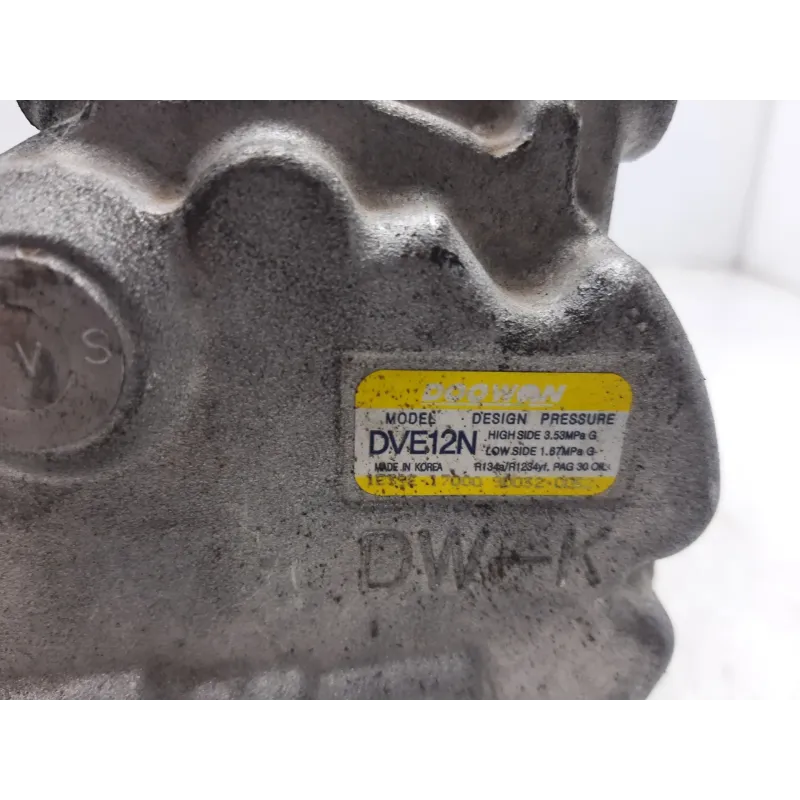 V S
DOOWON
MODEL DESIGN PRESSURE
DVE12N HIGH SIDE 3.53MPa G
LOW SIDE 1.67MPa G
MADE IN KOREA R134a/R1234yf, PAG 30 OIL
DW-K